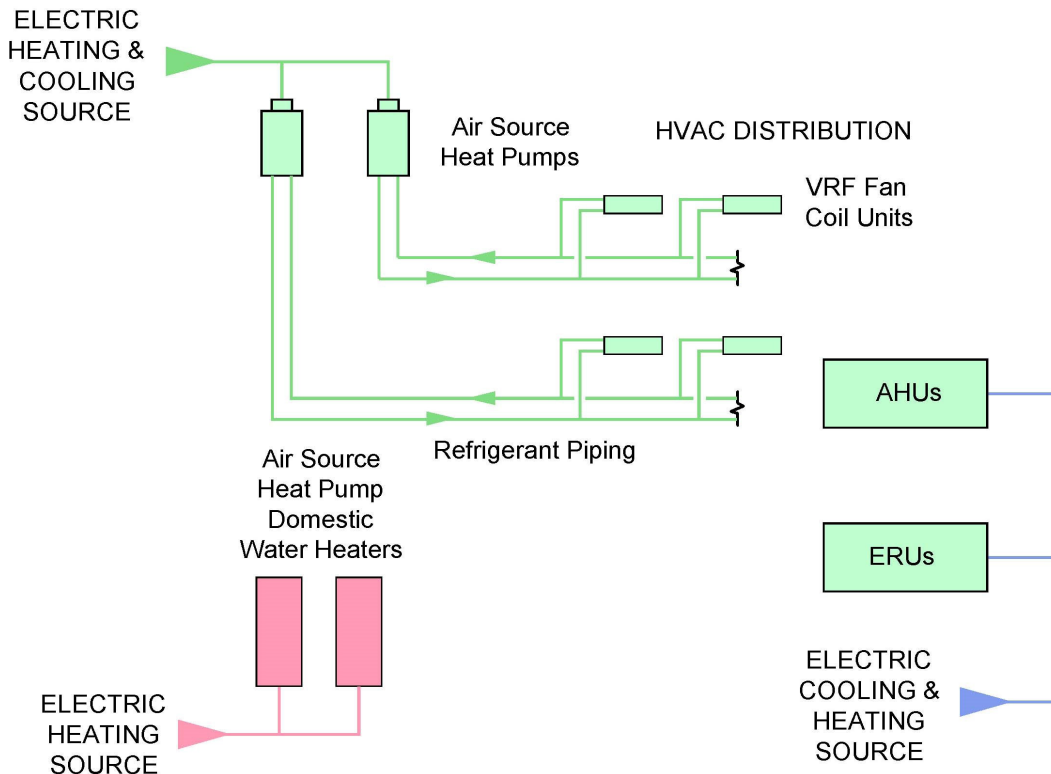 ELECTRIC
HEATING &
COOLING
SOURCE
Air Source
Heat Pumps
HVAC DISTRIBUTION
VRF Fan
Coil Units
AHUs
Refrigerant Piping
Air Source
Heat Pump
Domestic
Water Heaters
ERUs
ELECTRIC
HEATING
SOURCE
ELECTRIC
COOLING &
HEATING
SOURCE